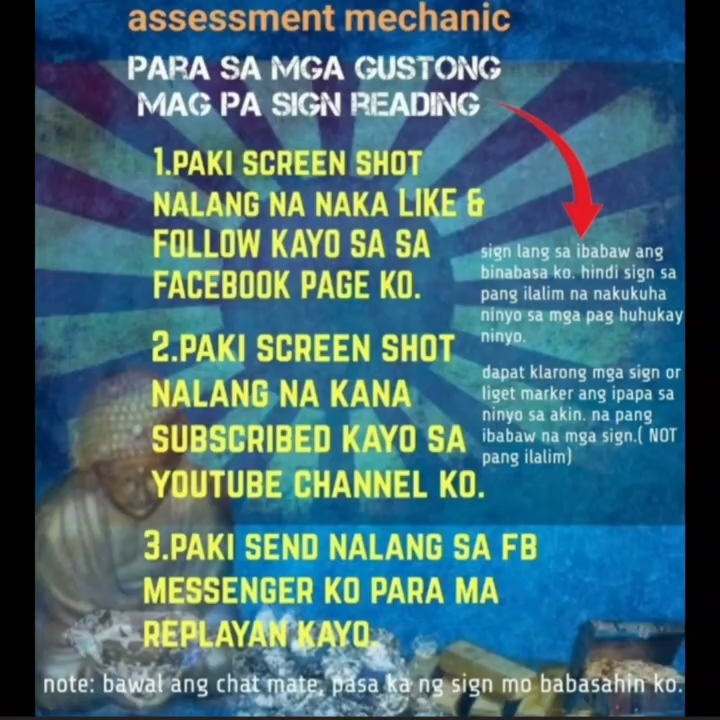 assessment mechanic
PARA SA MGA GUSTONG
MAG PA SIGN READING
1.PAKI SCREEN SHOT
NALANG NA NAKA LIKE &
FOLLOW KAYO SA SA
FACEBOOK PAGE KO.
2.PAKI SCREEN SHOT
NALANG NA KANA
SUBSCRIBED KAYO SA
YOUTUBE CHANNEL KO.
3.PAKI SEND NALANG SA FB
MESSENGER KO PARA MA
REPLAYAN KAYO.
sign lang sa ibabaw ang
binabasa ko. hindi sign sa
pang ilalim na nakukuha
ninyo sa mga pag huhukay
ninyo.
dapat klarong mga sign or
liget marker ang ipapa sa
ninyo sa akin. na pang
ibabaw na mga sign.( NOT
pang ilalim)
note: bawal ang chat mate, pasa ka ng sign mo babasahin ko.